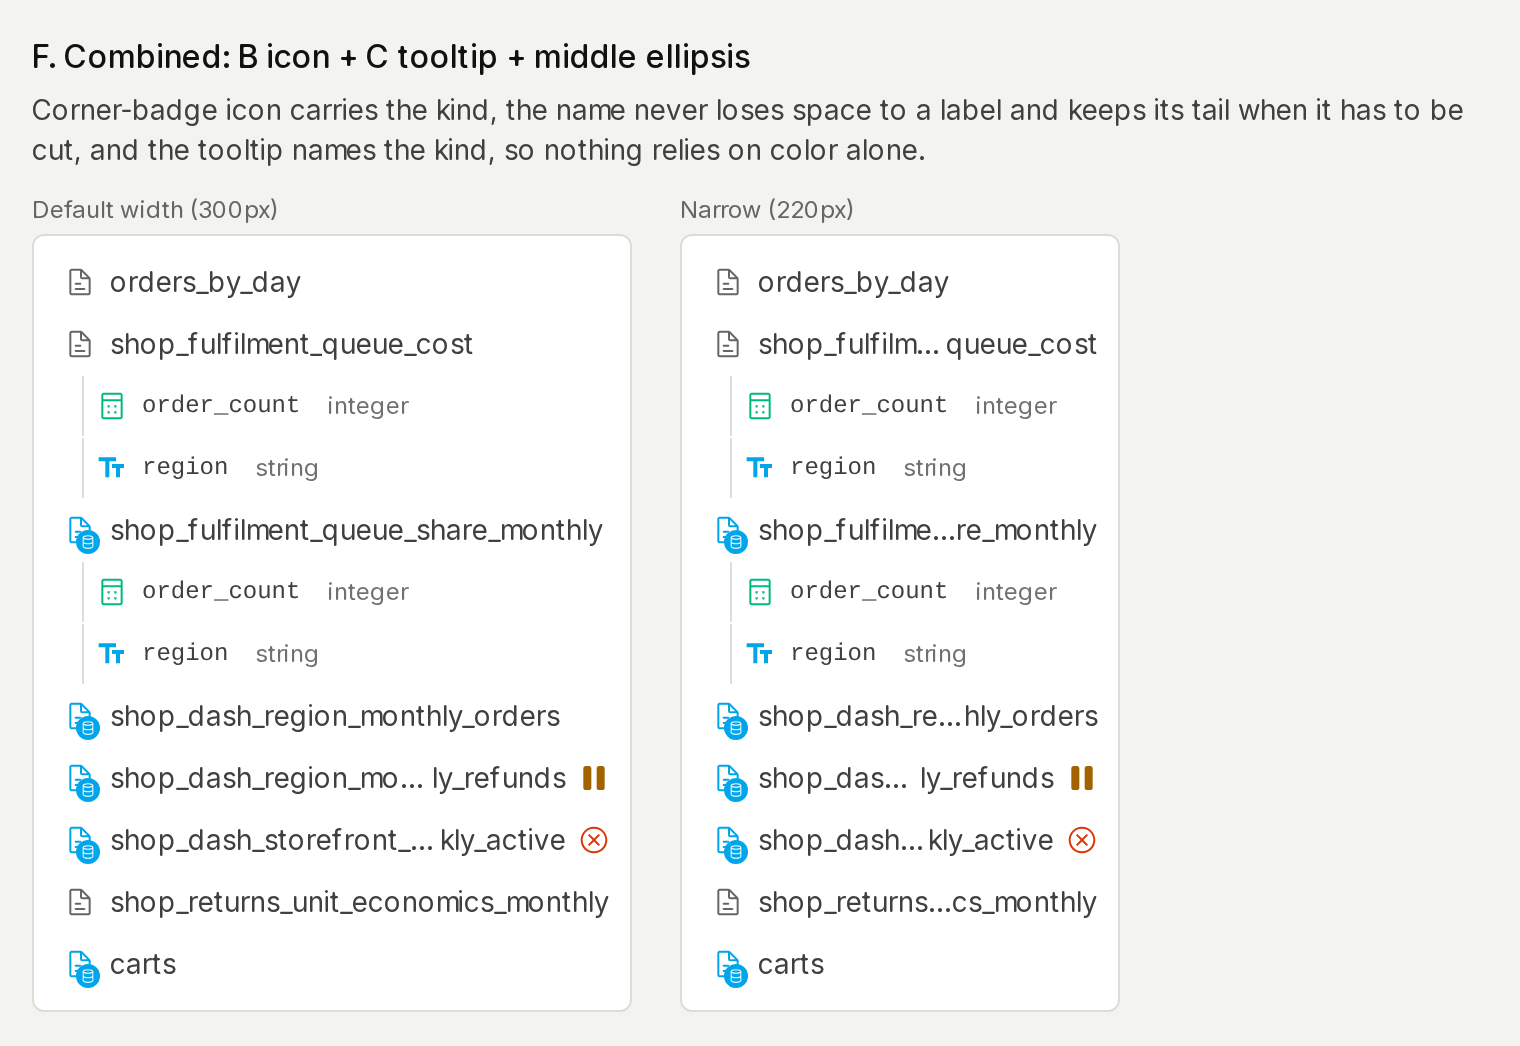 F. Combined: B icon + C tooltip + middle ellipsis
Corner-badge icon carries the kind, the name never loses space to a label and keeps its tail when it has to be
cut, and the tooltip names the kind, so nothing relies on color alone.
Default width (300px)
orders_by_day
shop_fulfilment_queue_cost
order_count integer
region string
shop_fulfilment_queue_share_monthly
order_count integer
region string
shop_dash_region_monthly_orders
shop_dash_region_mo… ly_refunds
shop_dash_storefront_… kly_active
shop_returns_unit_economics_monthly
carts
Narrow (220px)
orders_by_day
shop_fulfilm… queue_cost
order_count integer
region string
shop_fulfilme…re_monthly
order_count integer
region string
shop_dash_re…hly_orders
shop_das… ly_refunds
shop_dash…kly_active
shop_returns…cs_monthly
carts